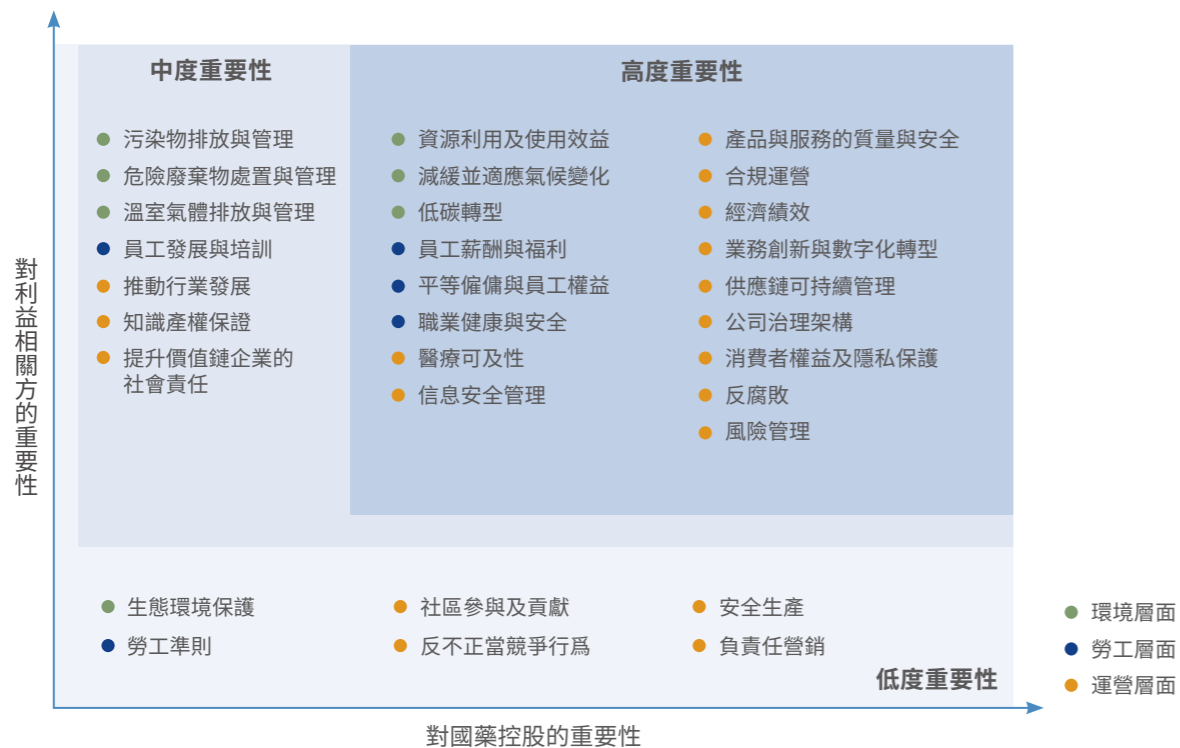 中度重要性
污染物排放與管理
危險廢棄物處置與管理
溫室氣體排放與管理
員工發展與培訓
推動行業發展
知識產權保證
提升價值鏈企業的
社會責任
高度重要性
資源利用及使用效益
減緩並適應氣候變化
低碳轉型
員工薪酬與福利
平等僱傭與員工權益
職業健康與安全
醫療可及性
信息安全管理
產品與服務的質量與安全
合規運營
經濟績效
業務創新與數字化轉型
供應鏈可持續管理
公司治理架構
消費者權益及隱私保護
反腐敗
風險管理
對利益相關方的重要性
生態環境保護
勞工準則
社區參與及貢獻
反不正當競爭行爲
安全生產
負責任營銷
低度重要性
環境層面
勞工層面
運營層面
對國藥控股的重要性